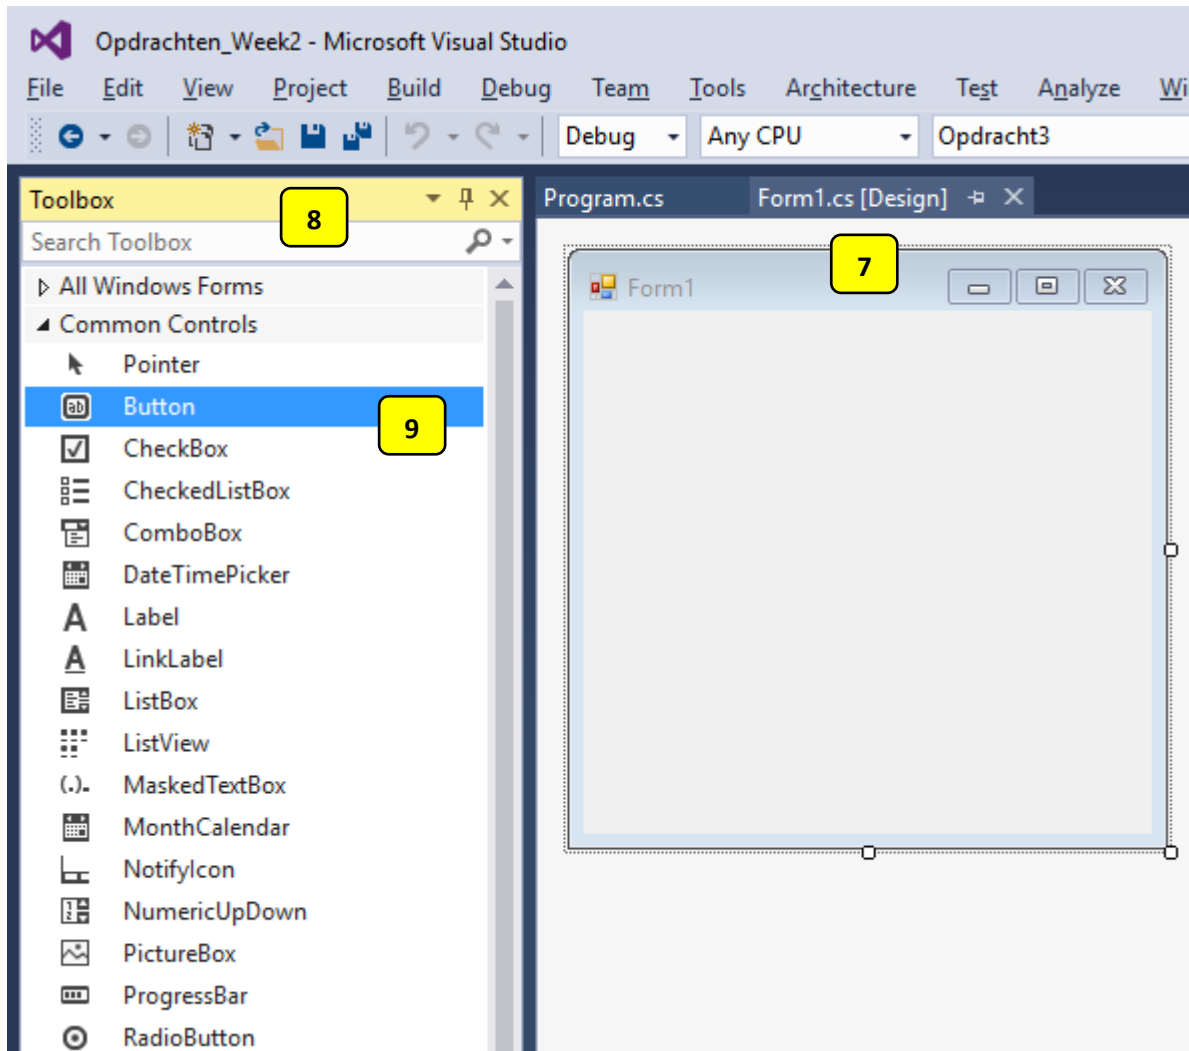 Opdrachten_Week2 - Microsoft Visual Studio
File Edit View Project Build Debug Team Tools Architecture Test Analyze Wi
Debug Any CPU Opdracht3
Toolbox
8
Search Toolbox
All Windows Forms
Common Controls
Pointer
Button
9
CheckBox
CheckedListBox
ComboBox
DateTimePicker
Label
LinkLabel
ListBox
ListView
MaskedTextBox
MonthCalendar
NotifyIcon
NumericUpDown
PictureBox
ProgressBar
RadioButton
Program.cs Form1.cs [Design]
7
Form1